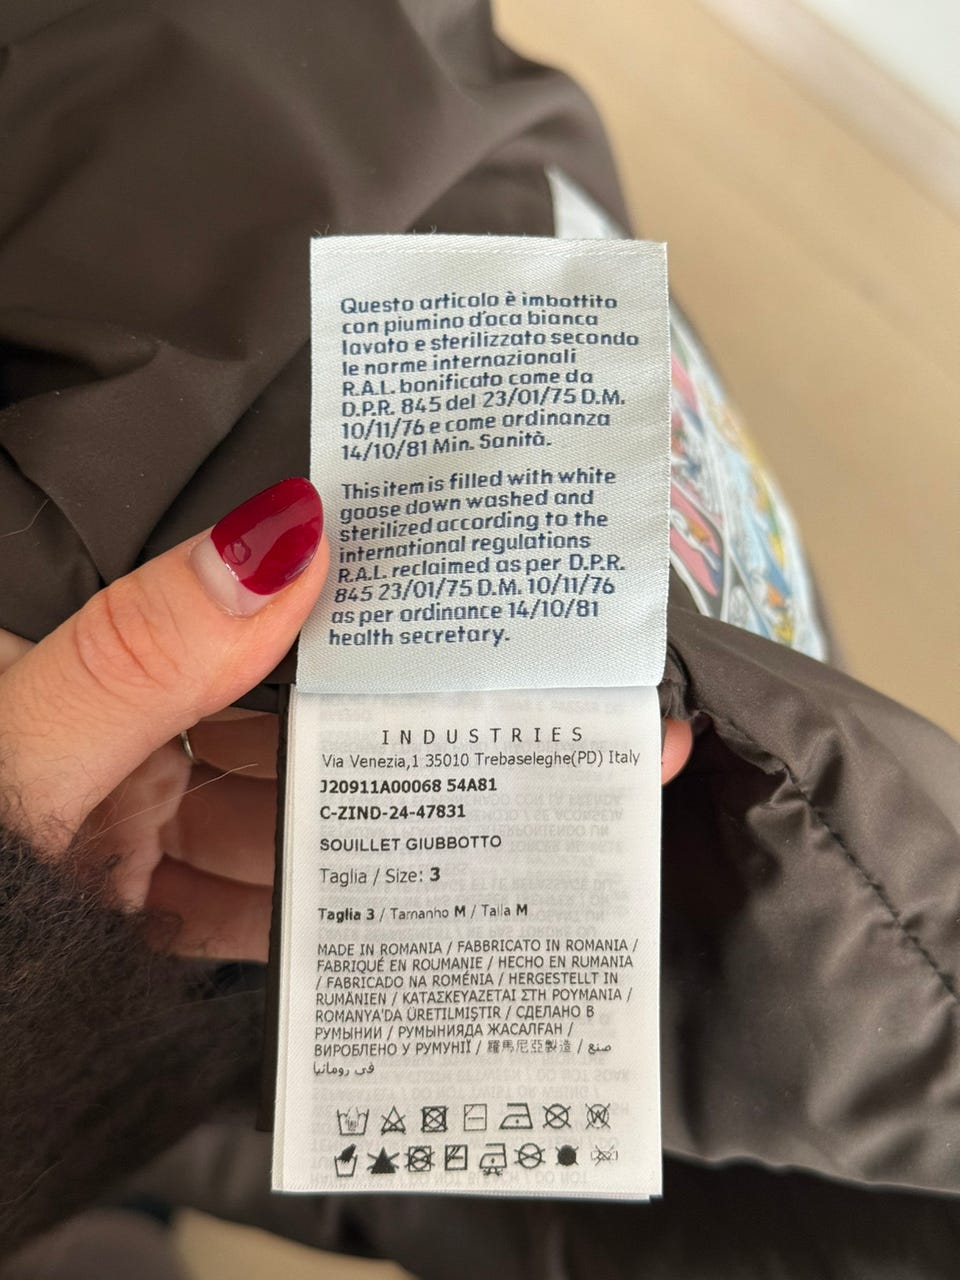 Questo articolo è imbottito
con piumino d'oca bianca
lavato e sterilizzato secondo
le norme internazionali
R.A.L. bonificato come da
D.P.R. 845 del 23/01/75 D.M.
10/11/76 e come ordinanza
14/10/81 Min. Sanità.
This item is filled with white
goose down washed and
sterilized according to the
international regulations
R.A.L. reclaimed as per D.P.R.
845 23/01/75 D.M. 10/11/76
as per ordinance 14/10/81
health secretary.
INDUSTRIES
Via Venezia,1 35010 Trebaseleghe(PD) Italy
J20911A00068 54A81
C-ZIND-24-47831
SOUILLET GIUBBOTTO
Taglia / Size: 3
Taglia 3 / Tamanho M / Talla M
MADE IN ROMANIA / FABBRICATO IN ROMANIA /
FABRIQUÉ EN ROUMANIE / HECHO EN RUMANIA
/ FABRICADO NA ROMÉNIA / HERGESTELLT IN
RUMÄNIEN / ΚΑΤΑΣΚΕΥΑΖΕΤΑΙ ΣΤΗ ΡΟΥΜΑΝΙΑ /
ROMANYA'DA ÜRETILMIŞTIR / СДЕЛАНО В
РУМЫНИИ / РУМЫНИЯДА ЖАСАЛҒАН /
ВИРОБЛЕНО У РУМУНІЇ / 羅馬尼亞製造 / صنع
في رومانيا